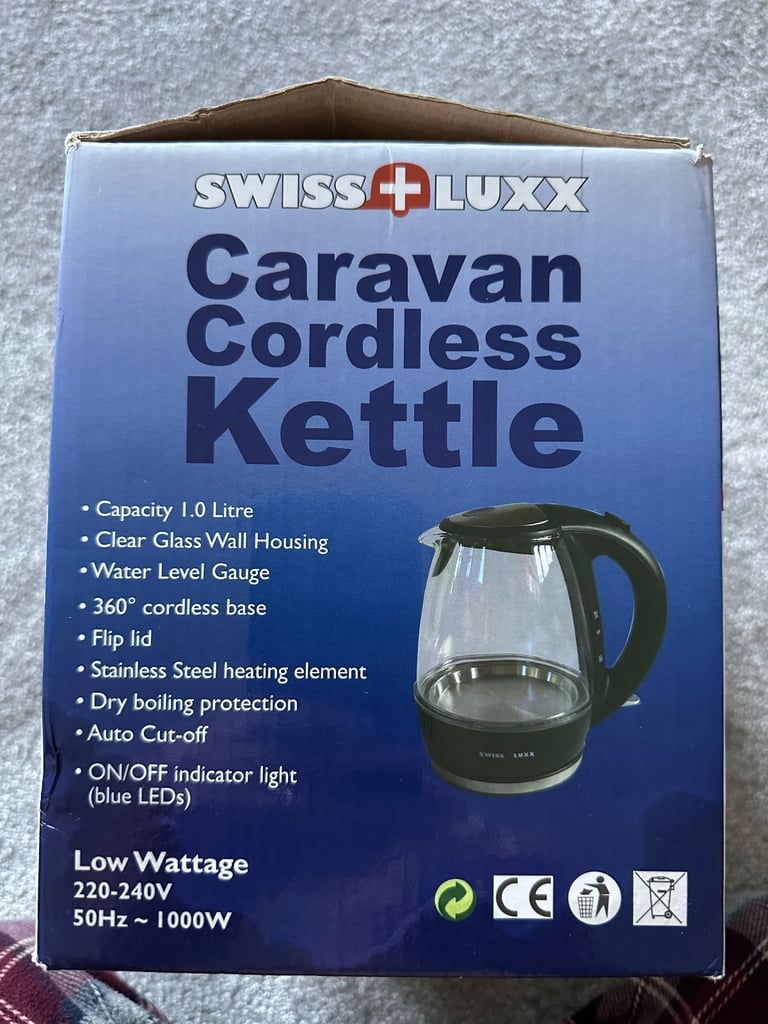 SWISS LUXX
Caravan
Cordless
Kettle
• Capacity 1.0 Litre
• Clear Glass Wall Housing
• Water Level Gauge
• 360° cordless base
• Flip lid
• Stainless Steel heating element
• Dry boiling protection
• Auto Cut-off
• ON/OFF indicator light
(blue LEDs)
SWISS LUXX
Low Wattage
220-240V
50Hz ~ 1000W
CE